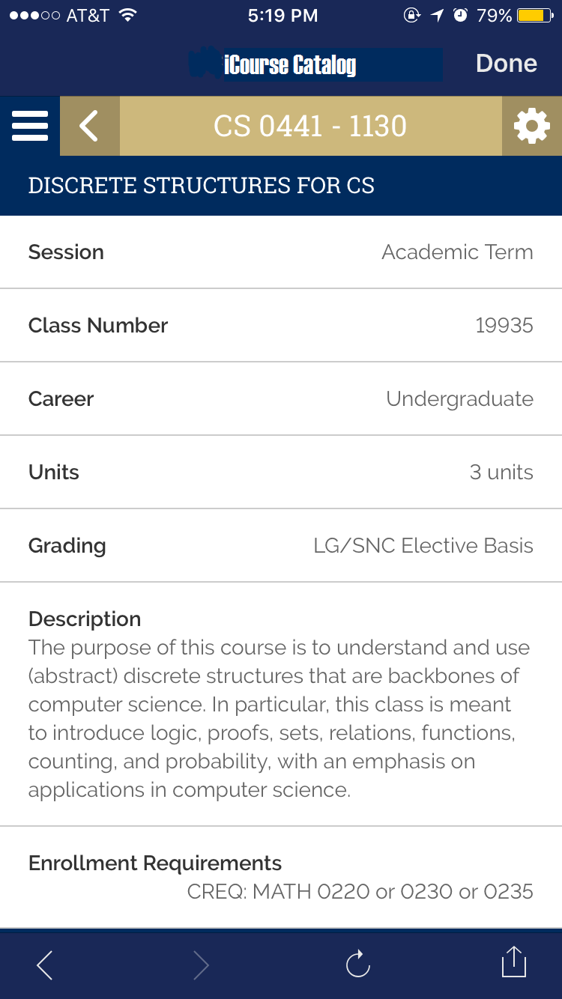 AT&T 5:19 PM 79%
iCourse Catalog Done
CS 0441 - 1130
DISCRETE STRUCTURES FOR CS
Session Academic Term
Class Number 19935
Career Undergraduate
Units 3 units
Grading LG/SNC Elective Basis
Description
The purpose of this course is to understand and use
(abstract) discrete structures that are backbones of
computer science. In particular, this class is meant
to introduce logic, proofs, sets, relations, functions,
counting, and probability, with an emphasis on
applications in computer science.
Enrollment Requirements
CREQ: MATH 0220 or 0230 or 0235